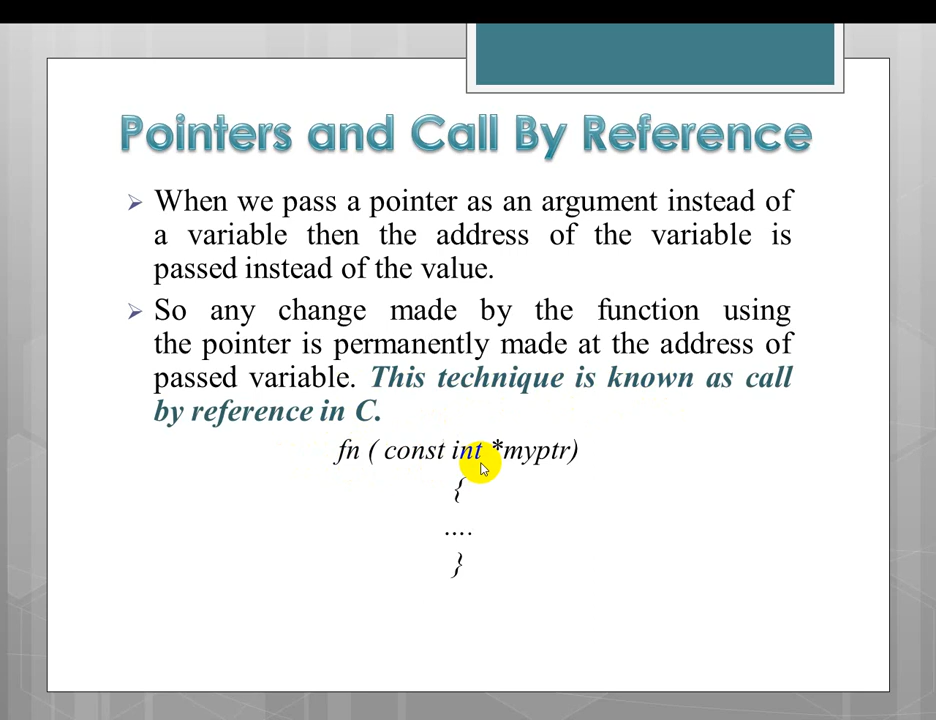 Pointers and Call By Reference
When we pass a pointer as an argument instead of
a variable then the address of the variable is
passed instead of the value.
So any change made by the function using
the pointer is permanently made at the address of
passed variable. This technique is known as call
by reference in C.
fn ( const int *myptr)
{
....
}